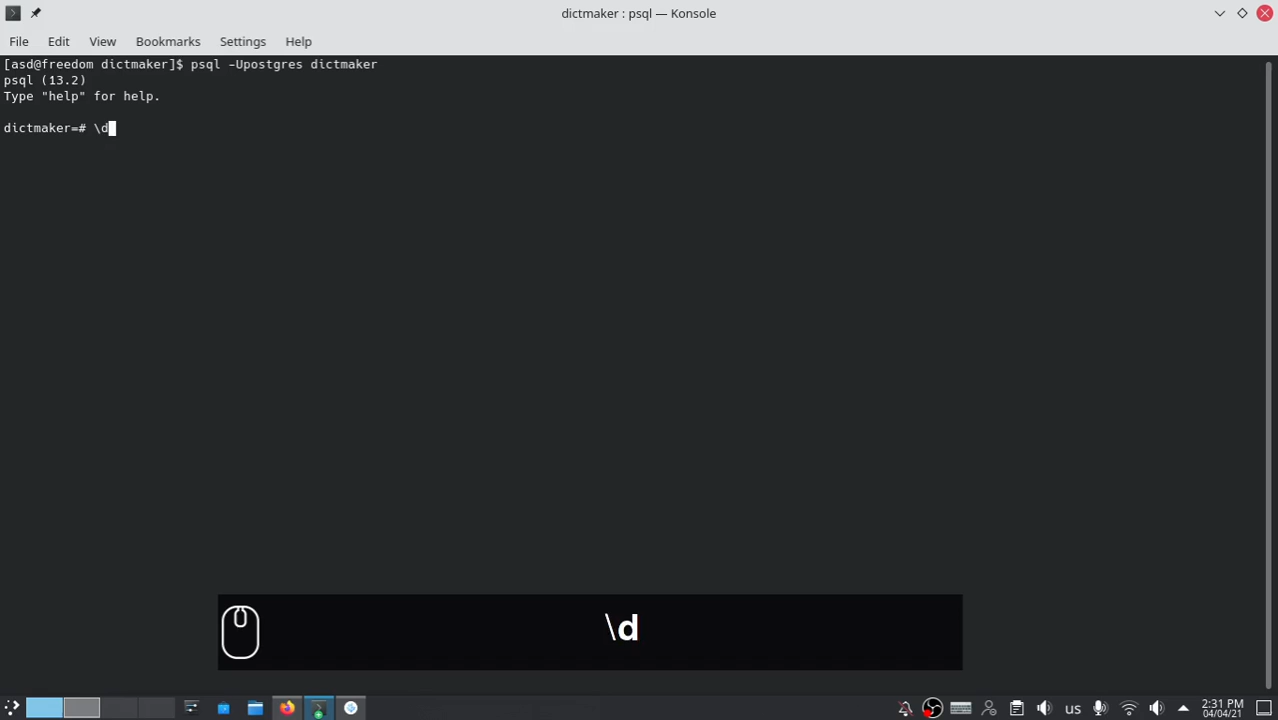 dictmaker : psql — Konsole
File Edit View Bookmarks Settings Help
[asd@freedom dictmaker]$ psql -Upostgres dictmaker
psql (13.2)
Type "help" for help.
dictmaker=# \d
\d
us
2:31 PM
04/04/21